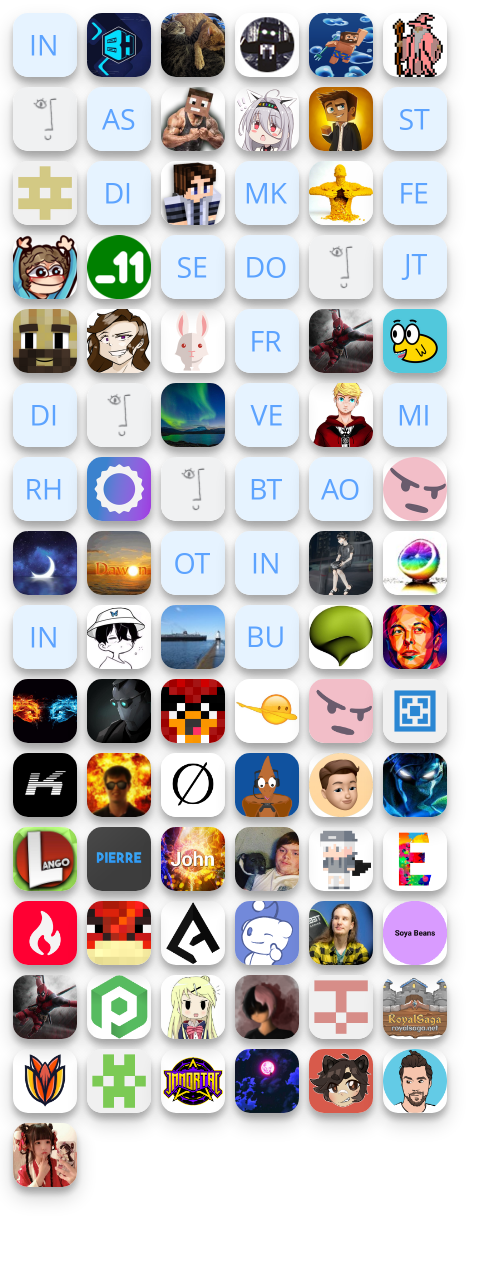 IN
AS
ST
DI
MK
FE
_11
SE
DO
JT
FR
DI
VE
MI
RH
BT
AO
Dawon
OT
IN
IN
BU
LANGO
PIERRE
John
E
Soya Beans
RoyalSaga
royalsaga.net
IMMORTAL